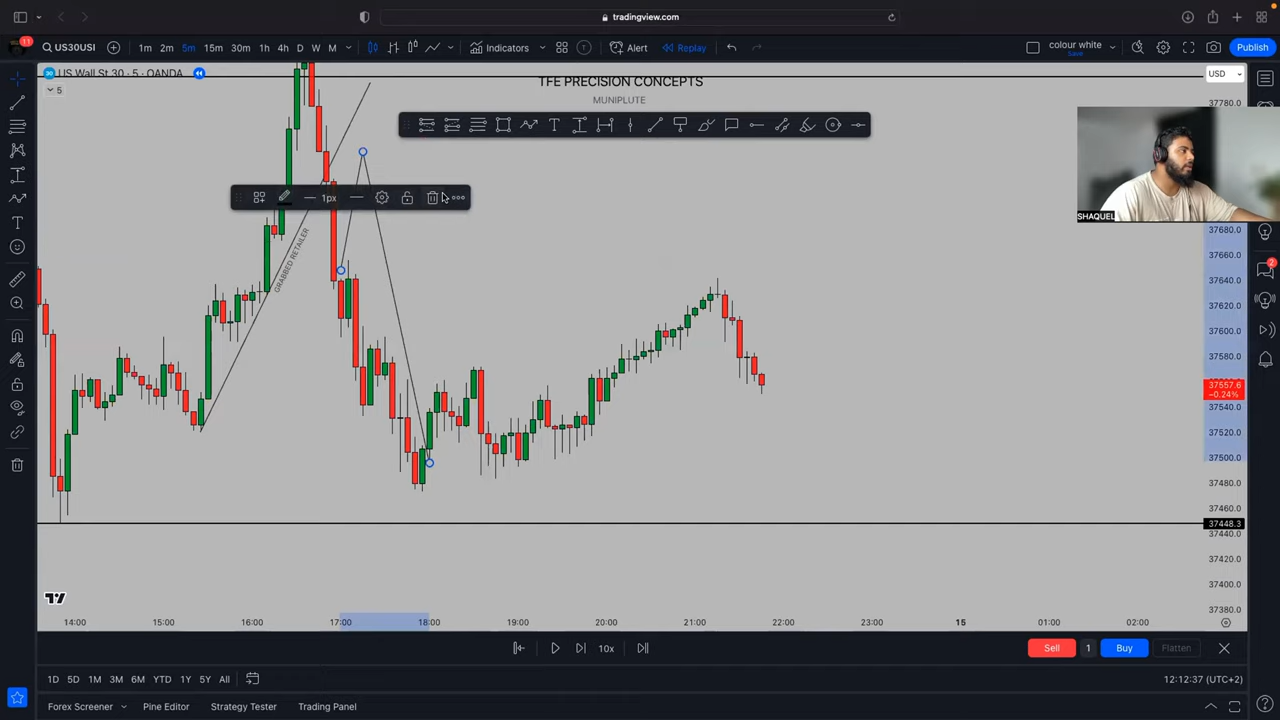 tradingview.com
11
US30USI
1m 2m 5m 15m 30m 1h 4h D W M
Indicators
Alert
Replay
colour white
Save
Publish
30 US Wall St 30 · 5 · OANDA
5
TFE PRECISION CONCEPTS
MUNIPLUTE
USD
37780.0
1px
SHAQUEL
GRABBED RETAILER
37680.0
37660.0
37640.0
37620.0
37600.0
37580.0
37557.6
−0.24%
37540.0
37520.0
37500.0
37480.0
37460.0
37448.3
37440.0
37420.0
37400.0
37380.0
2
14:00 15:00 16:00 17:00 18:00 19:00 20:00 21:00 22:00 23:00 15 01:00 02:00
10x
Sell 1 Buy Flatten
1D 5D 1M 3M 6M YTD 1Y 5Y All
12:12:37 (UTC+2)
Forex Screener Pine Editor Strategy Tester Trading Panel